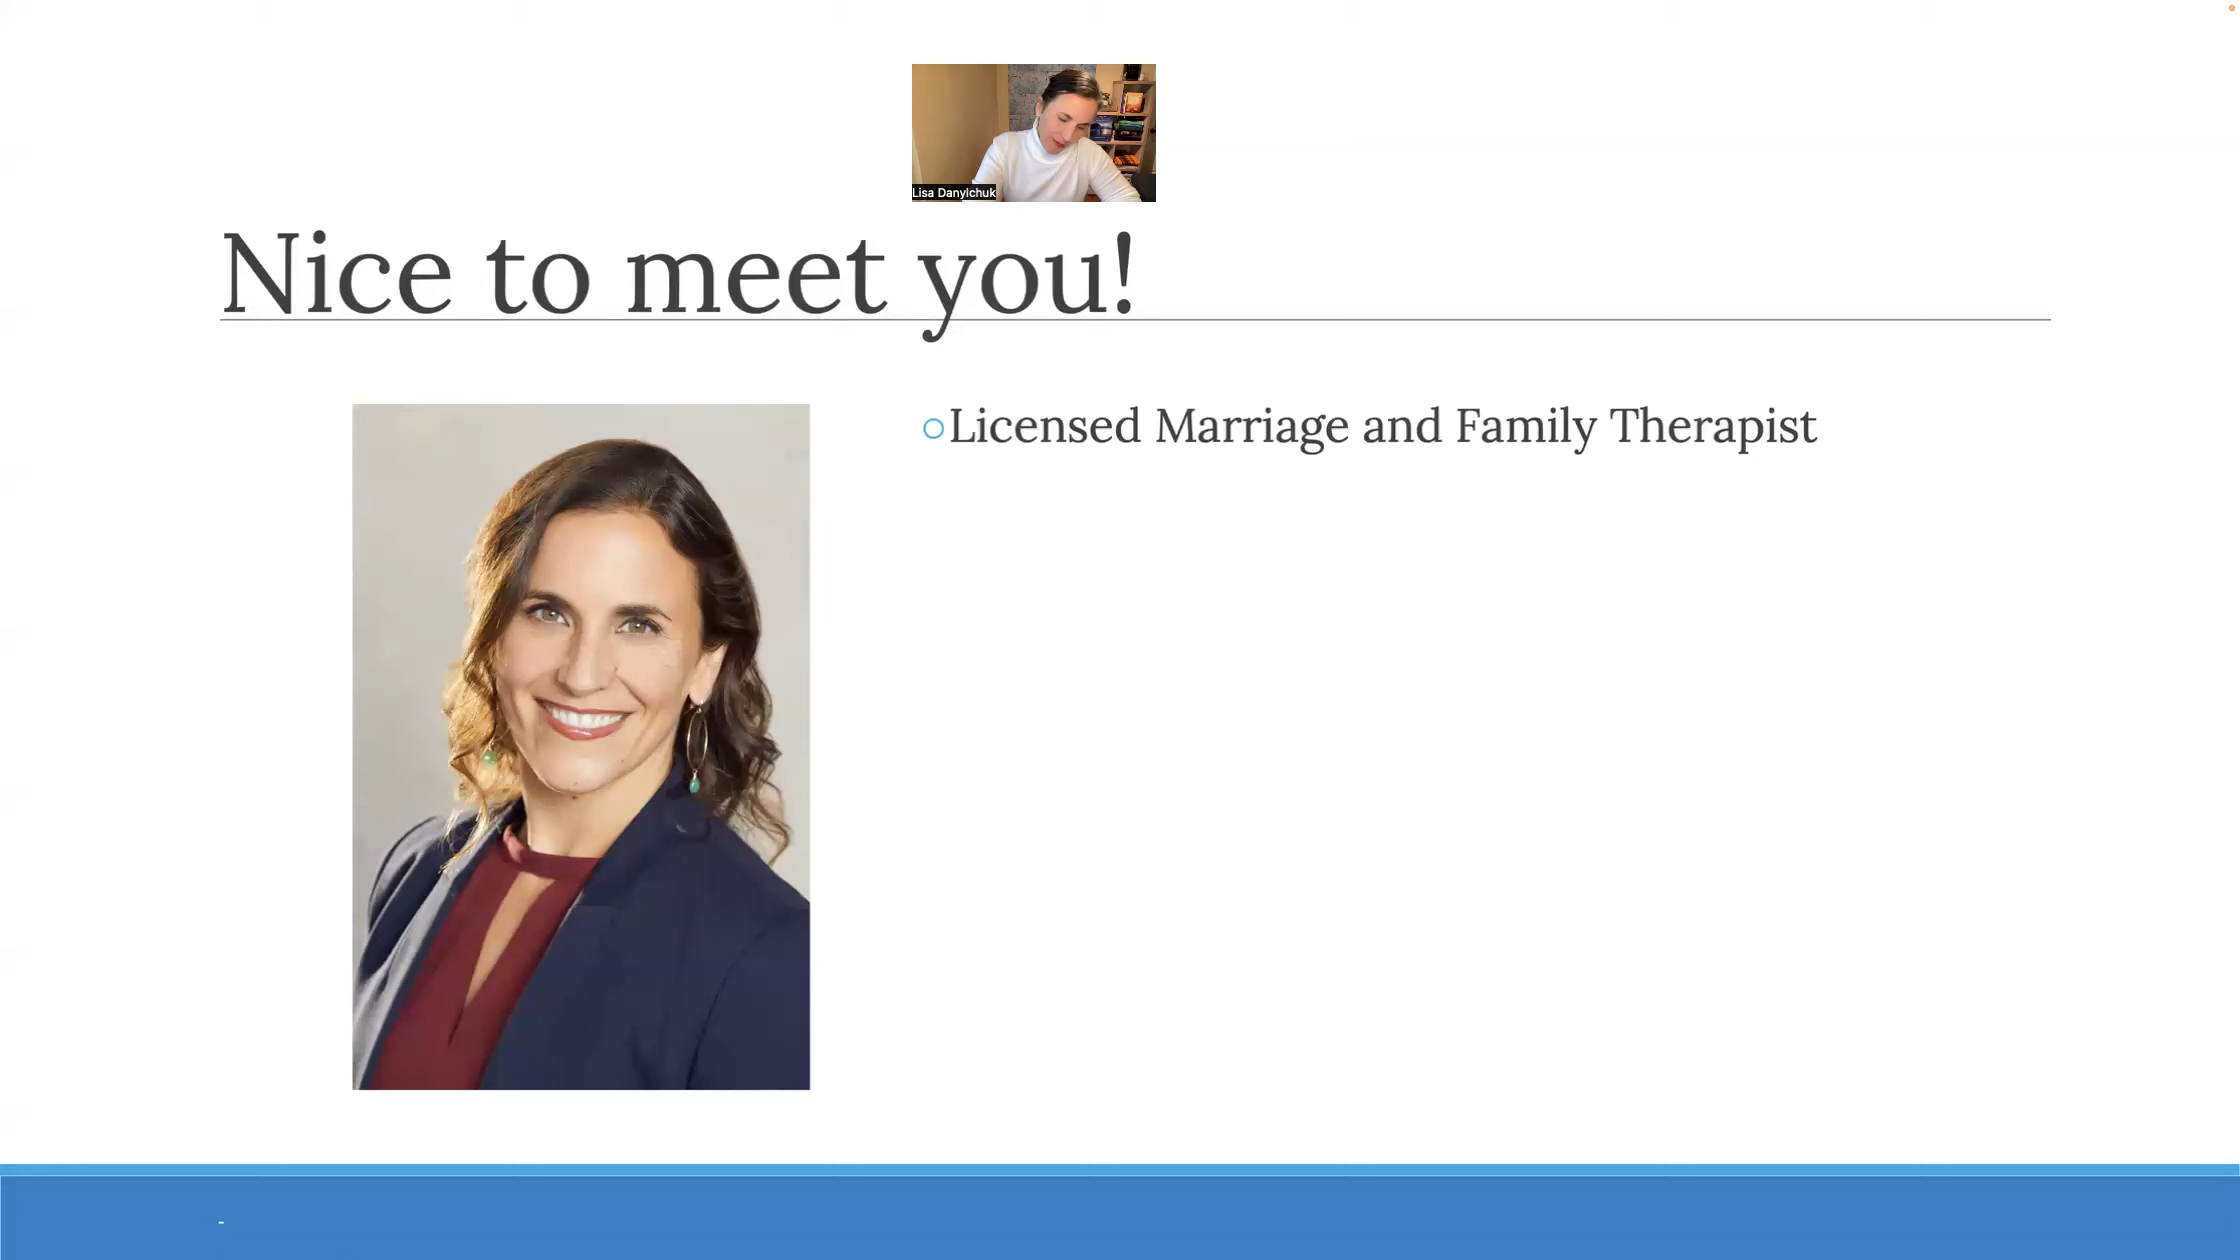 Lisa Danylchuk
Nice to meet you!
Licensed Marriage and Family Therapist
-